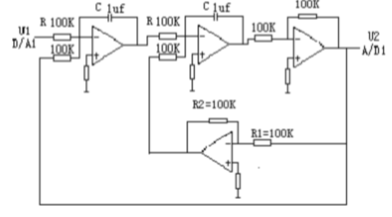 C 1uf
C 1uf
100K
U1
D/A1
R 100K
100K
R 100K
100K
100K
U2
A/D1
R2=100K
R1=100K